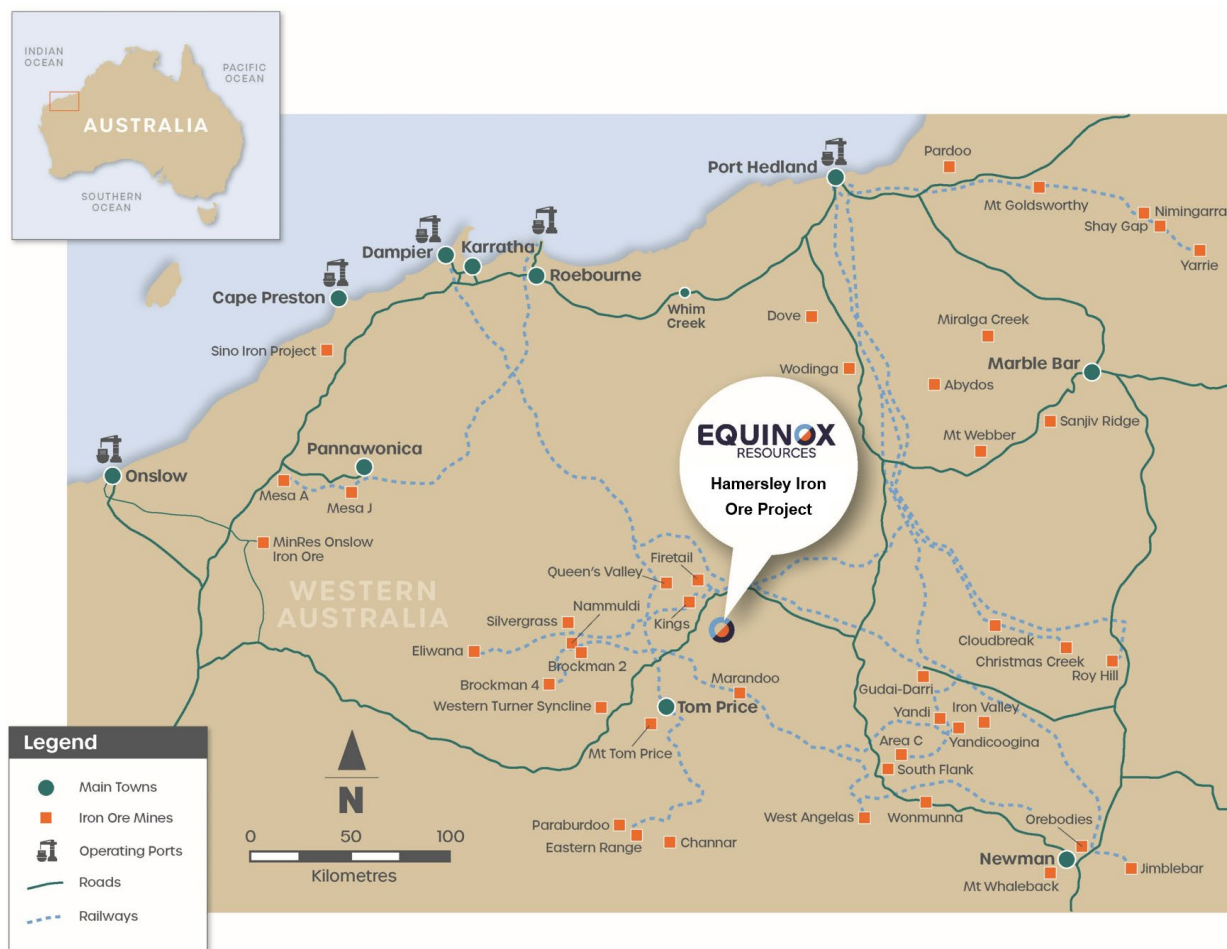 INDIAN
OCEAN
PACIFIC
OCEAN
AUSTRALIA
SOUTHERN
OCEAN
Port Hedland
Pardoo
Mt Goldsworthy
Nimingarra
Shay Gap
Yarrie
Dampier
Karratha
Roebourne
Cape Preston
Whim
Creek
Dove
Miralga Creek
Sino Iron Project
Wodinga
Marble Bar
Abydos
EQUINOX
RESOURCES
Hamersley Iron
Ore Project
Sanjiv Ridge
Mt Webber
Onslow
Pannawonica
Mesa A
Mesa J
MinRes Onslow
Iron Ore
WESTERN
AUSTRALIA
Firetail
Queen's Valley
Nammuldi
Silvergrass
Kings
Eliwana
Brockman 2
Brockman 4
Marandoo
Western Turner Syncline
Tom Price
Mt Tom Price
Cloudbreak
Christmas Creek
Roy Hill
Gudai-Darri
Yandi
Iron Valley
Yandicoogina
Area C
South Flank
West Angelas
Wonmunna
Orebodies
Paraburdoo
Eastern Range
Channar
Newman
Jimblebar
Mt Whaleback
Legend
Main Towns
Iron Ore Mines
Operating Ports
Roads
Railways
N
0 50 100
Kilometres